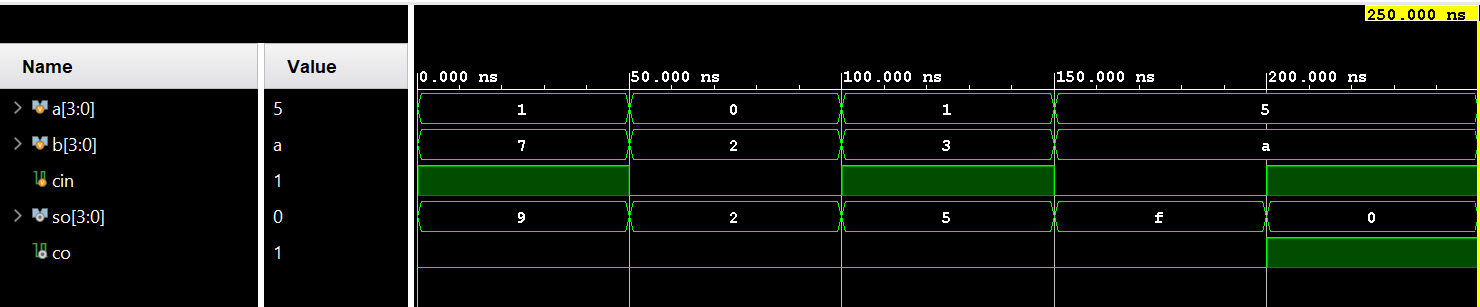 250.000 ns
Name Value
0.000 ns 50.000 ns 100.000 ns 150.000 ns 200.000 ns
a[3:0] 5 1 0 1 5
b[3:0] a 7 2 3 a
cin 1
so[3:0] 0 9 2 5 f 0
co 1